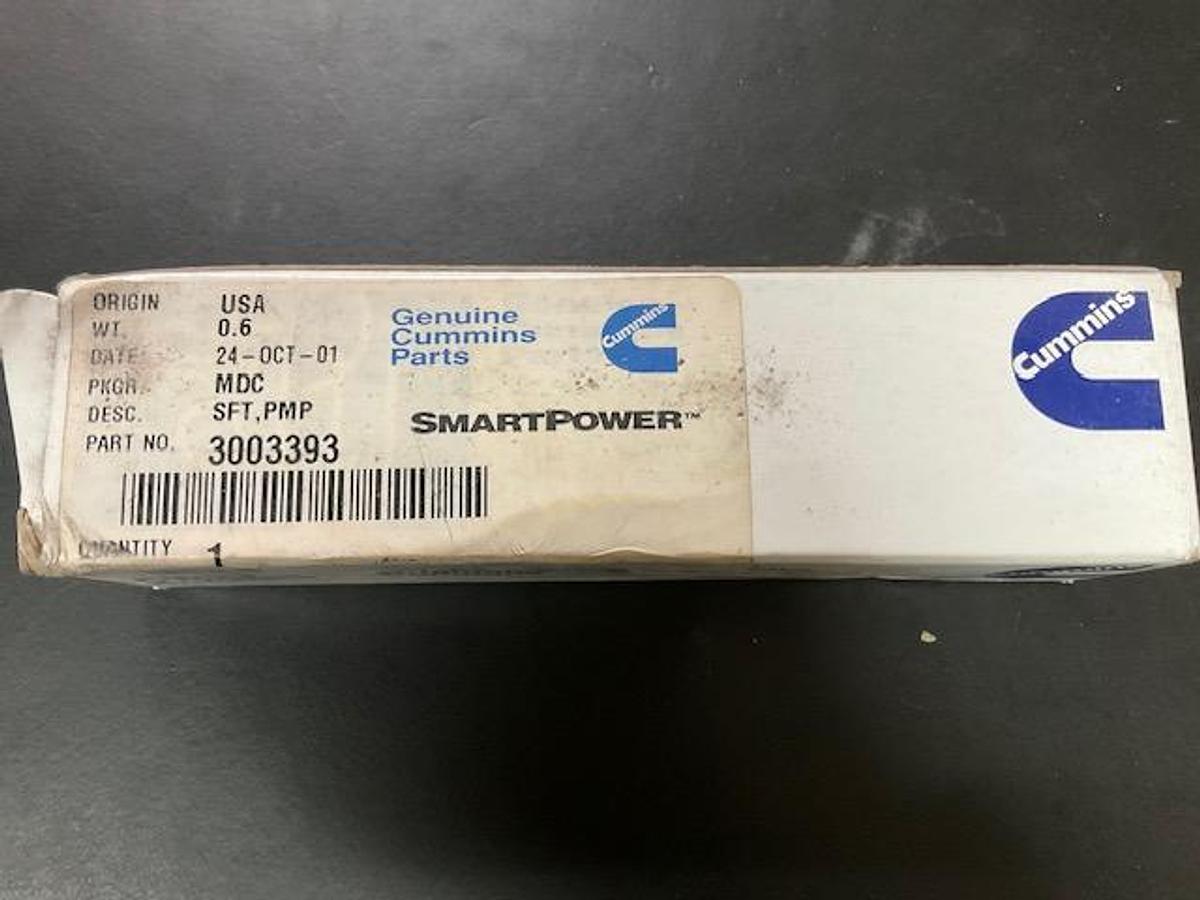 ORIGIN USA
WT. 0.6
DATE: 24-OCT-01
PKGR. MDC
DESC. SFT,PMP
PART NO. 3003393
QUANTITY 1
Genuine
Cummins
Parts
Cummins
SMARTPOWER™
Cummins